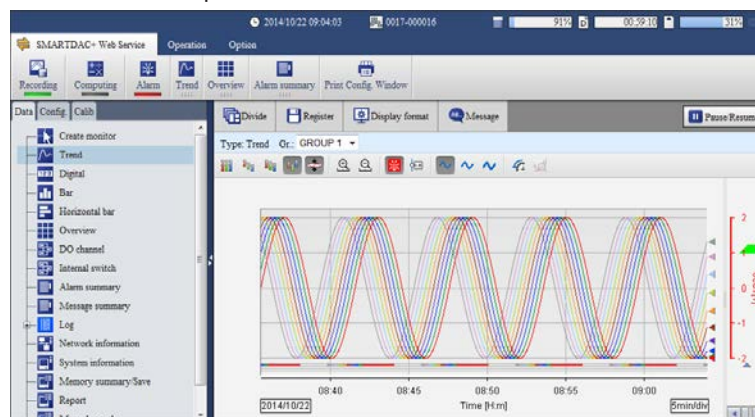 2014/10/22 09:04:03 0017-000016 91% 00:59:10 31%
SMARTDAC+ Web Service Operation Option
Recording Computing Alarm Trend Overview Alarm summary Print Config. Window
Data Config. Calib
Divide Register Display format Message Pause/Resum
Create monitor
Trend
Digital
Bar
Horizontal bar
Overview
DO channel
Internal switch
Alarm summary
Message summary
Log
Network information
System information
Memory summary/Save
Report
Type: Trend Gr.: GROUP 1
2
1
0
-1
-2
08:40 08:45 08:50 08:55 09:00
2014/10/22 Time [H:m] 5min/div